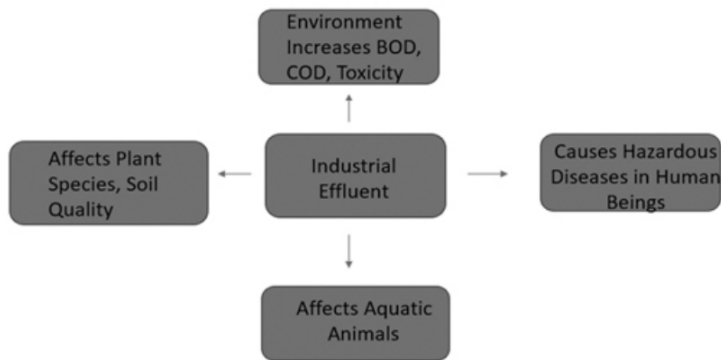 Environment
Increases BOD,
COD, Toxicity
Affects Plant
Species, Soil
Quality
Industrial
Effluent
Causes Hazardous
Diseases in Human
Beings
Affects Aquatic
Animals